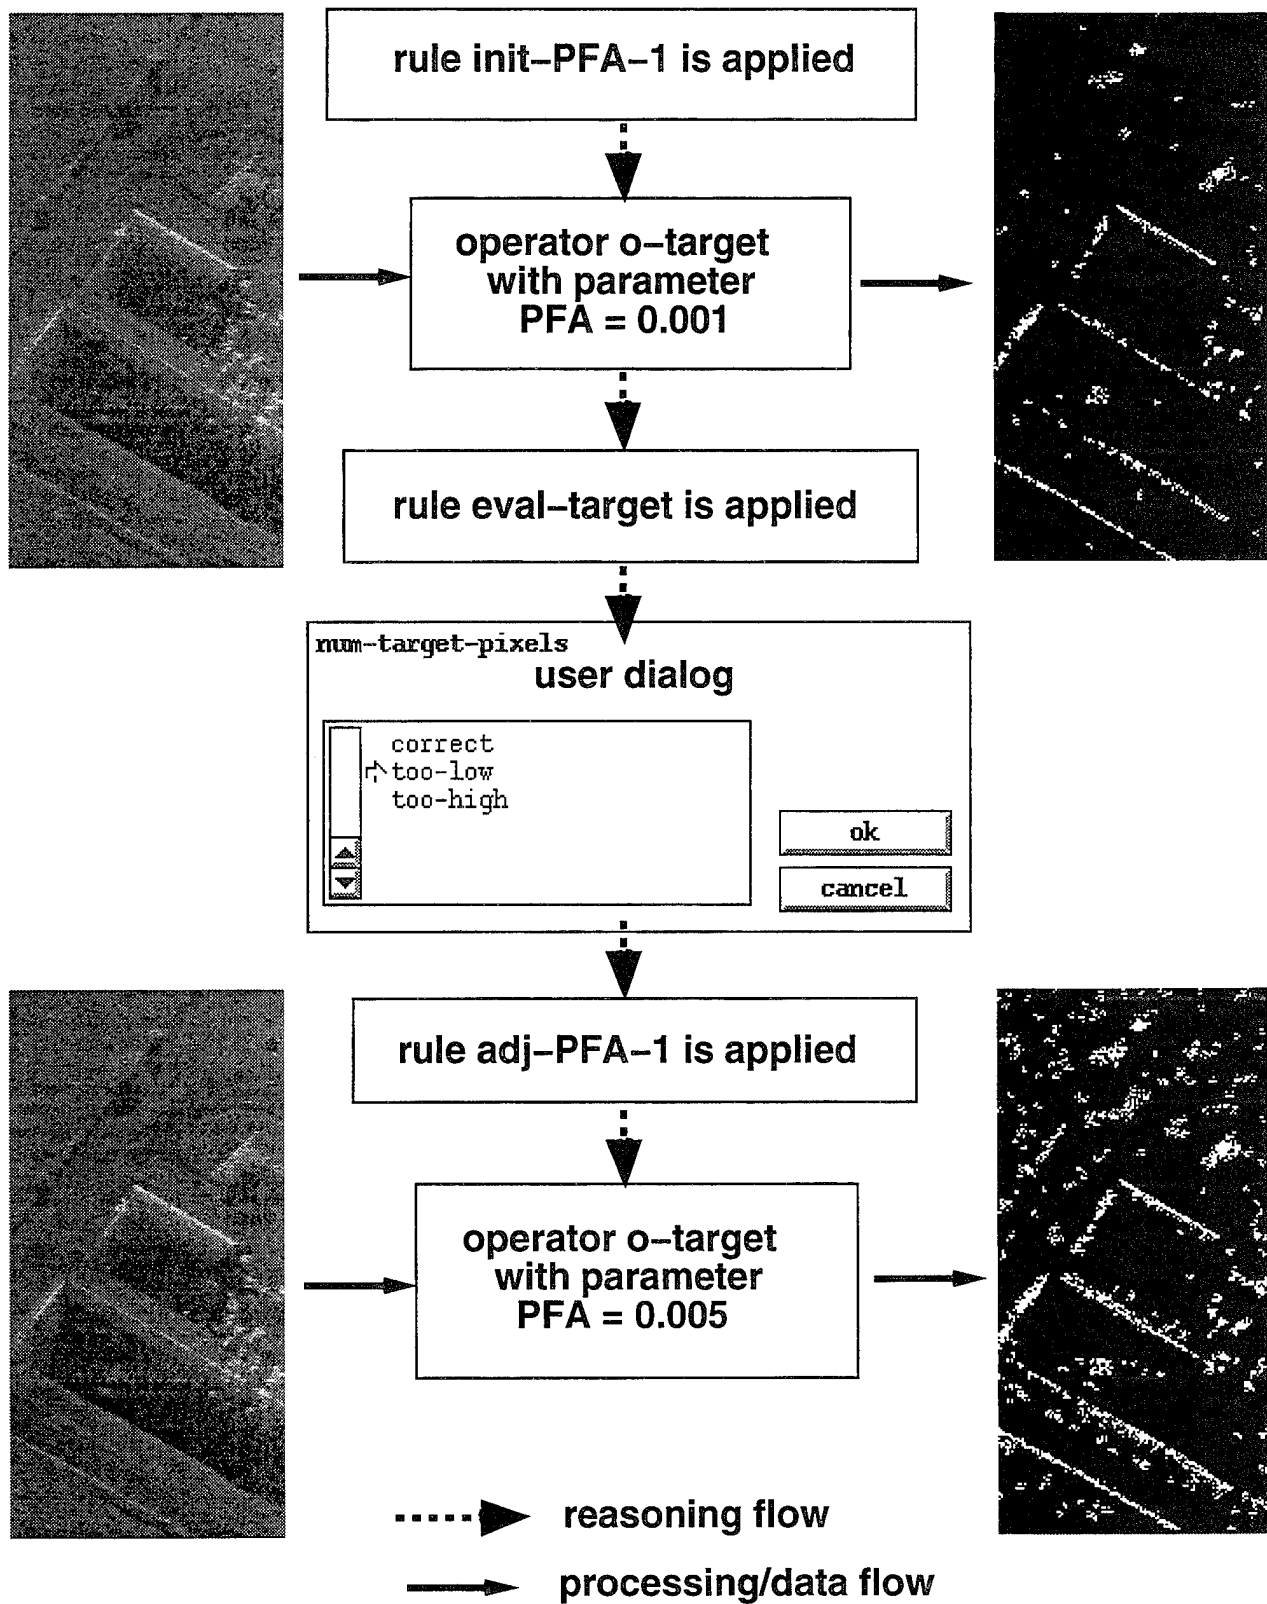 rule init–PFA–1 is applied
operator o–target
with parameter
PFA = 0.001
rule eval–target is applied
num-target-pixels
user dialog
correct
too-low
too-high
ok
cancel
rule adj–PFA–1 is applied
operator o–target
with parameter
PFA = 0.005
reasoning flow
processing/data flow